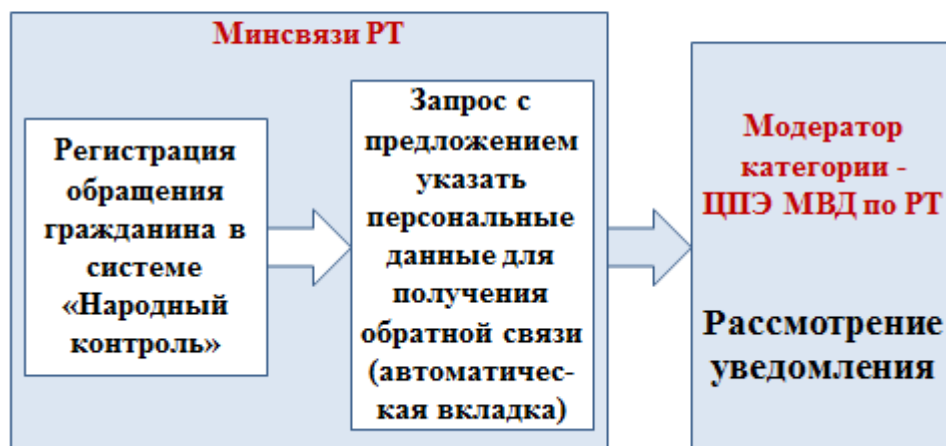 Минсвязи РТ
Регистрация
обращения
гражданина в
системе
«Народный
контроль»
Запрос с
предложением
указать
персональные
данные для
получения
обратной связи
(автоматичес-
кая вкладка)
Модератор
категории -
ЦПЭ МВД по РТ
Рассмотрение
уведомления